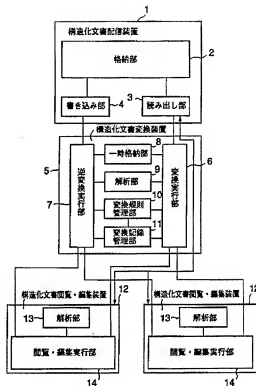 1
構造化文書配信装置
格納部
2
書き込み部
4
3
読み出し部
構造化文書変換装置
5
6
逆変換実行部
7
一時格納部
8
解析部
9
変換規則管理部
10
変換記録管理部
11
変換実行部
構造化文書閲覧・編集装置
12
13
解析部
閲覧・編集実行部
14
構造化文書閲覧・編集装置
12
13
解析部
閲覧・編集実行部
14